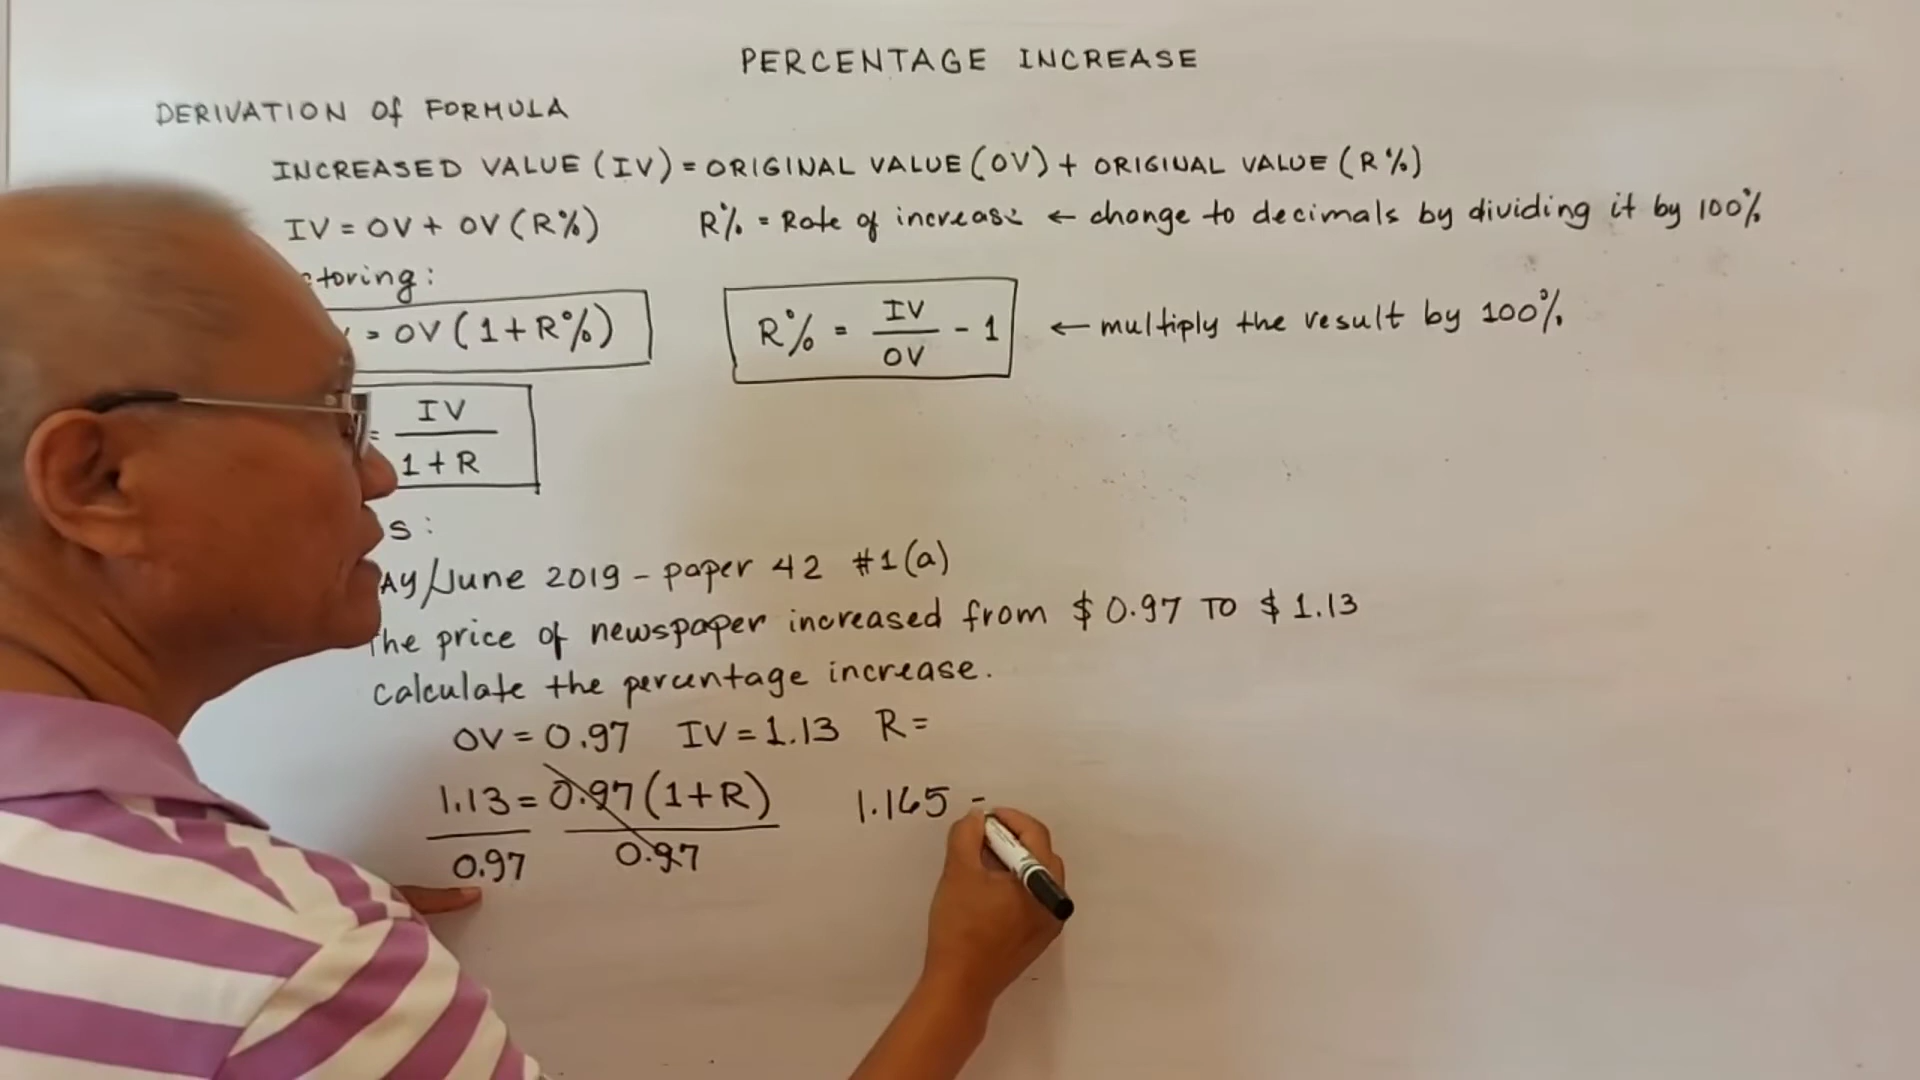 PERCENTAGE INCREASE
DERIVATION Of FORMULA
INCREASED VALUE (IV) = ORIGINAL VALUE (OV) + ORIGINAL VALUE (R%)
IV = OV + OV (R%) R% = Rate of increase ← change to decimals by dividing it by 100%
ctoring:
= OV (1 + R%) R% = IV/OV - 1 ← multiply the result by 100%
= IV/1 + R
s:
AY/June 2019 - paper 42 #1(a)
The price of newspaper increased from $ 0.97 TO $ 1.13
calculate the percentage increase.
OV = 0.97 IV = 1.13 R =
1.13 = 0.97 (1 + R) 1.165 =
0.97 0.97